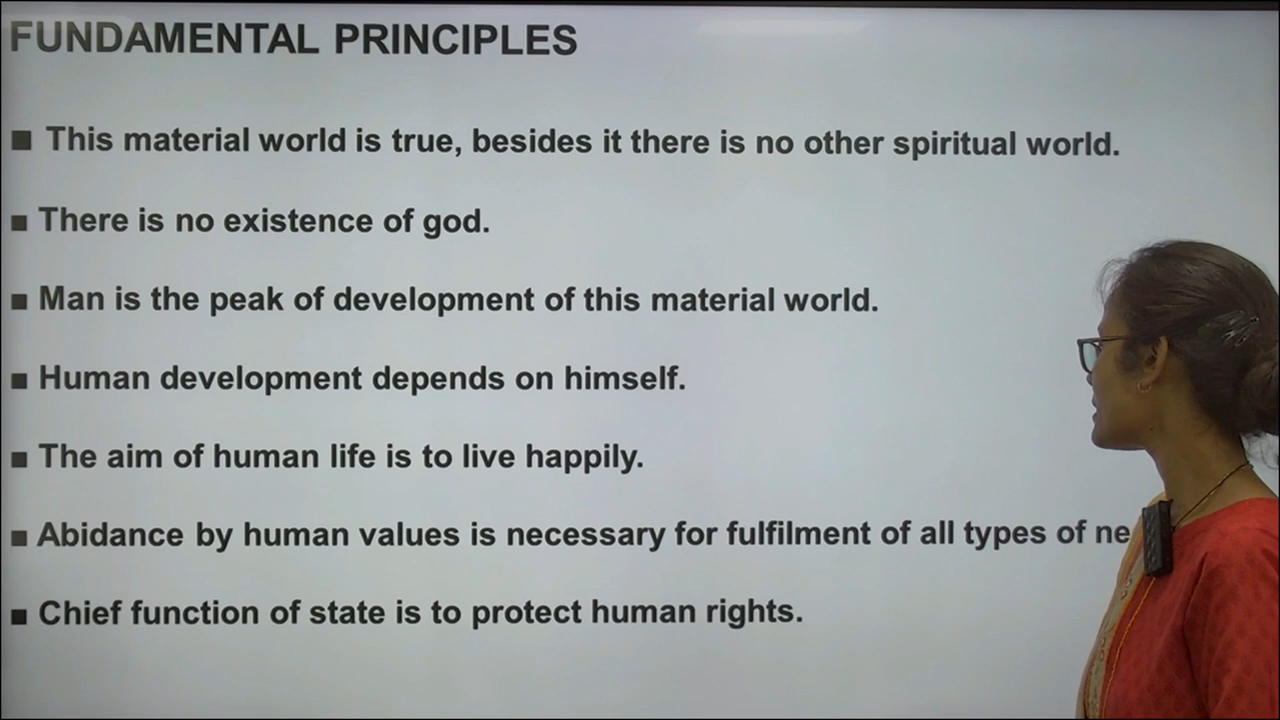 FUNDAMENTAL PRINCIPLES
■ This material world is true, besides it there is no other spiritual world.
■ There is no existence of god.
■ Man is the peak of development of this material world.
■ Human development depends on himself.
■ The aim of human life is to live happily.
■ Abidance by human values is necessary for fulfilment of all types of
■ Chief function of state is to protect human rights.